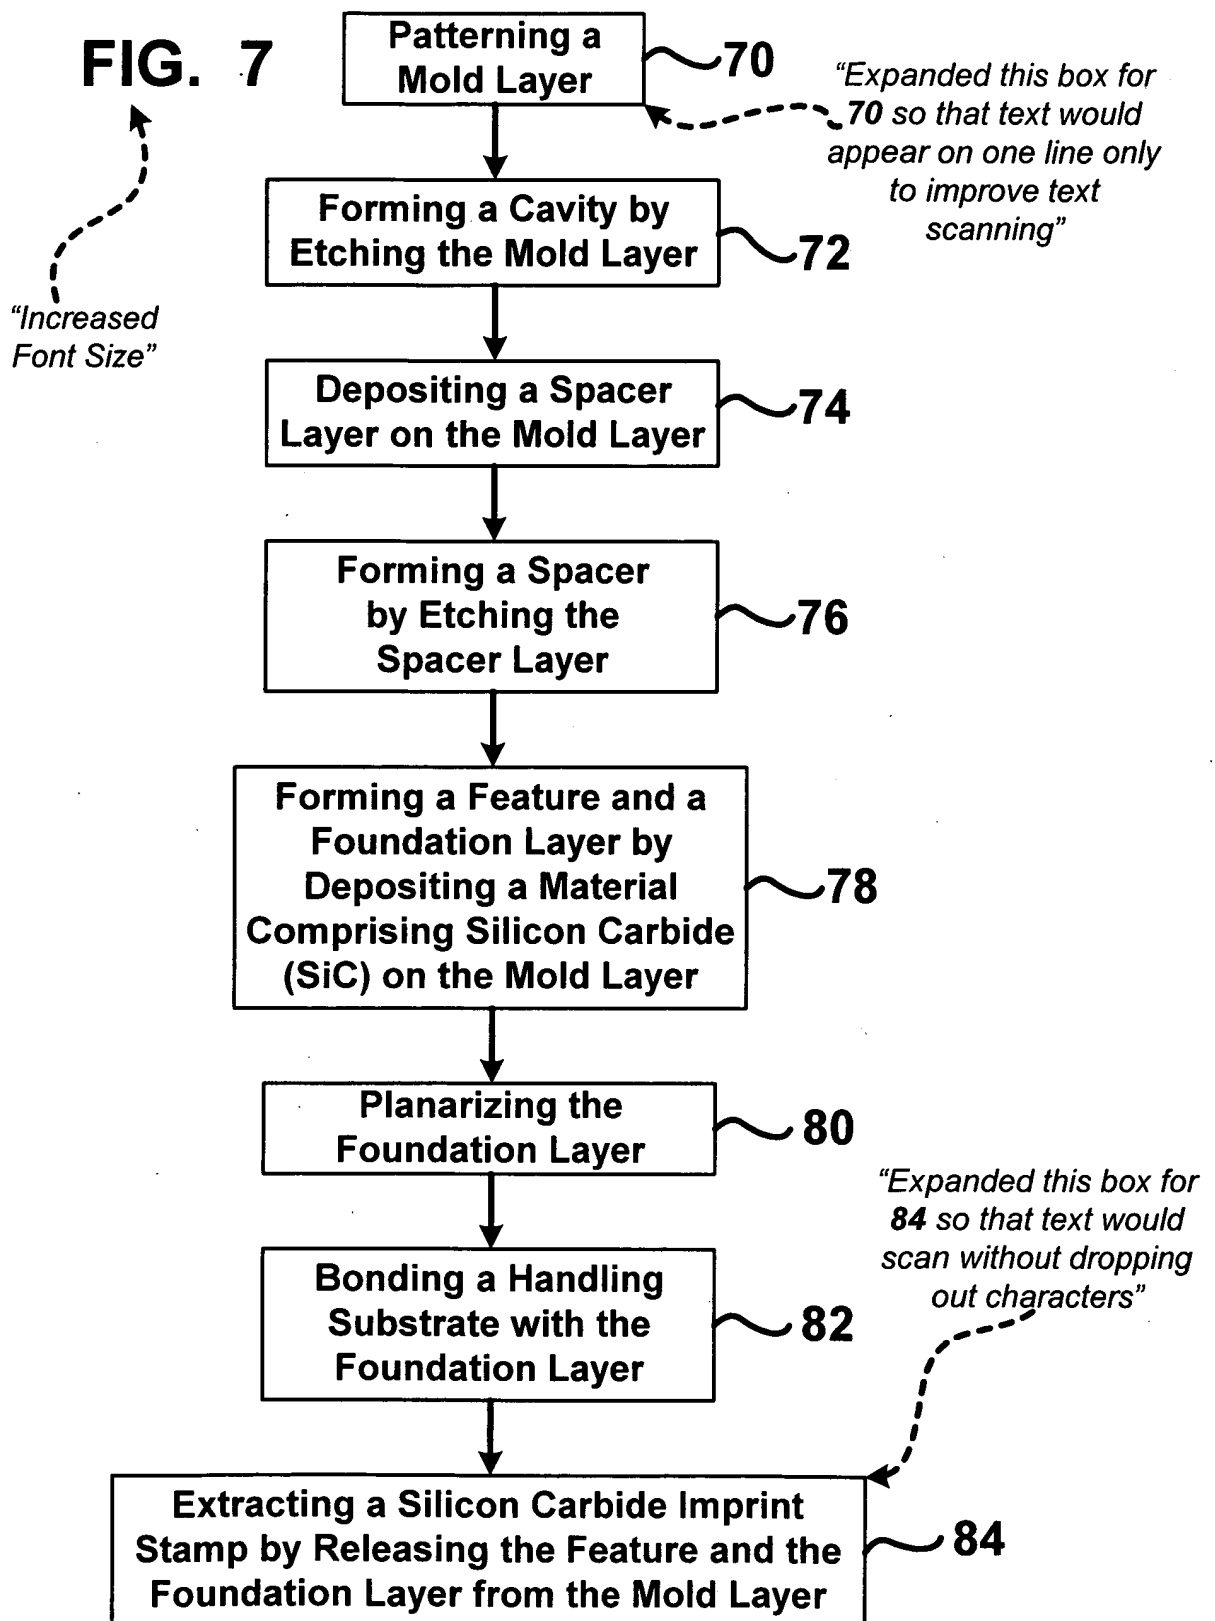 FIG. 7
Patterning a
Mold Layer
70
“Expanded this box for
70 so that text would
appear on one line only
to improve text
scanning”
Forming a Cavity by
Etching the Mold Layer
72
“Increased
Font Size”
Depositing a Spacer
Layer on the Mold Layer
74
Forming a Spacer
by Etching the
Spacer Layer
76
Forming a Feature and a
Foundation Layer by
Depositing a Material
Comprising Silicon Carbide
(SiC) on the Mold Layer
78
Planarizing the
Foundation Layer
80
“Expanded this box for
84 so that text would
scan without dropping
out characters”
Bonding a Handling
Substrate with the
Foundation Layer
82
Extracting a Silicon Carbide Imprint
Stamp by Releasing the Feature and the
Foundation Layer from the Mold Layer
84